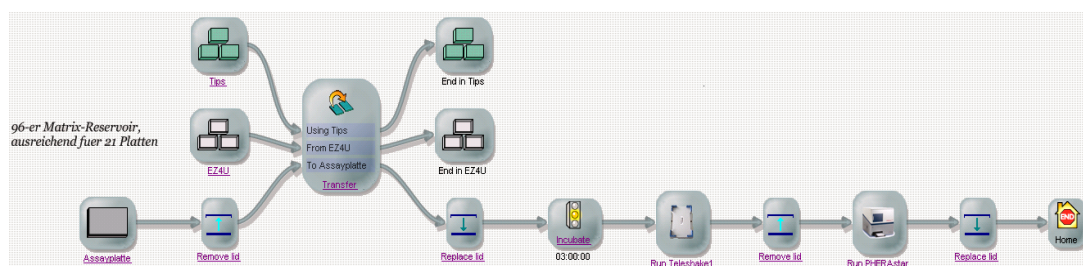 Tips
End in Tips
96-er Matrix-Reservoir,
ausreichend fuer 21 Platten
Using Tips
From EZ4U
To Assayplatte
Transfer
EZ4U
End in EZ4U
Assayplatte
Remove lid
Replace lid
Incubate
03:00:00
Run Teleshake1
Remove lid
Run PHERAstar
Replace lid
END
Home